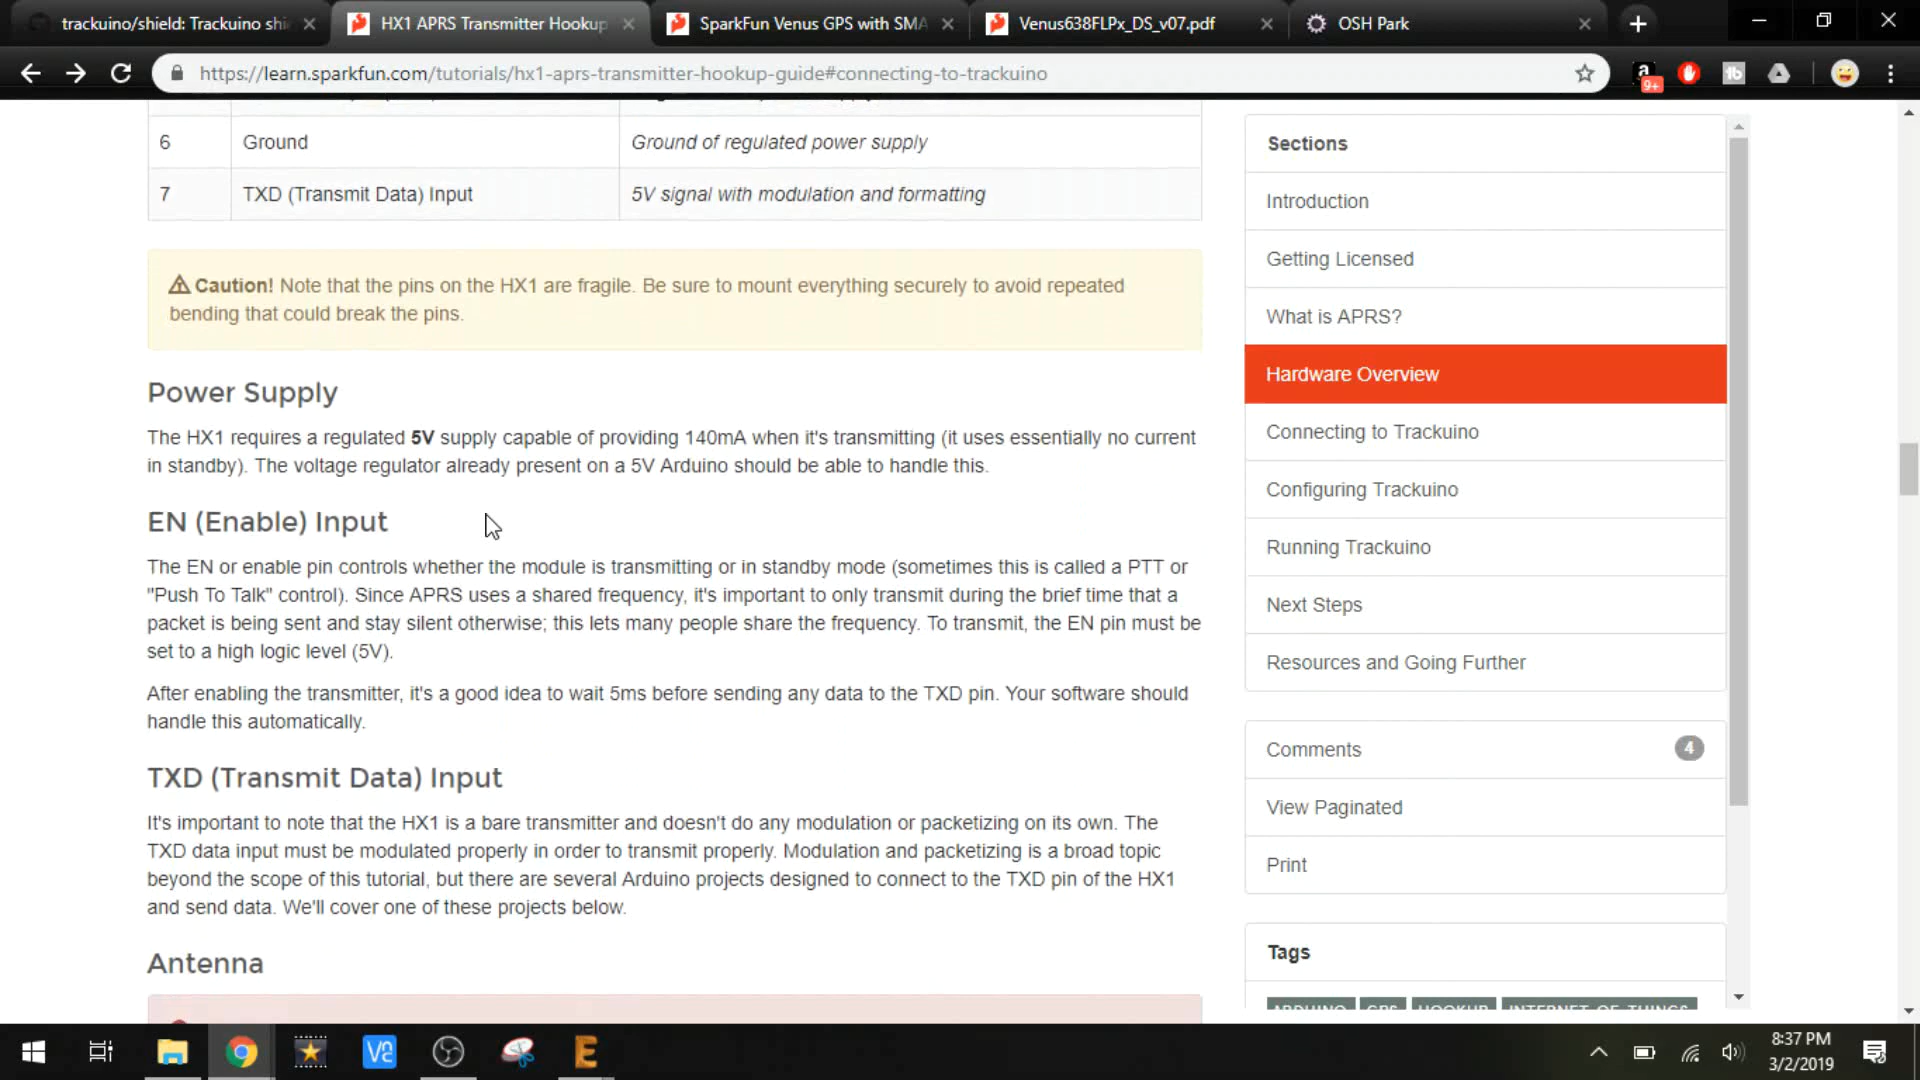 trackuino/shield: Trackuino shi
HX1 APRS Transmitter Hookup
SparkFun Venus GPS with SMA
Venus638FLPx_DS_v07.pdf
OSH Park
https://learn.sparkfun.com/tutorials/hx1-aprs-transmitter-hookup-guide#connecting-to-trackuino
a
9+
6 Ground Ground of regulated power supply
7 TXD (Transmit Data) Input 5V signal with modulation and formatting
Caution! Note that the pins on the HX1 are fragile. Be sure to mount everything securely to avoid repeated
bending that could break the pins.
Power Supply
The HX1 requires a regulated 5V supply capable of providing 140mA when it's transmitting (it uses essentially no current
in standby). The voltage regulator already present on a 5V Arduino should be able to handle this.
EN (Enable) Input
The EN or enable pin controls whether the module is transmitting or in standby mode (sometimes this is called a PTT or
"Push To Talk" control). Since APRS uses a shared frequency, it's important to only transmit during the brief time that a
packet is being sent and stay silent otherwise; this lets many people share the frequency. To transmit, the EN pin must be
set to a high logic level (5V).
After enabling the transmitter, it's a good idea to wait 5ms before sending any data to the TXD pin. Your software should
handle this automatically.
TXD (Transmit Data) Input
It's important to note that the HX1 is a bare transmitter and doesn't do any modulation or packetizing on its own. The
TXD data input must be modulated properly in order to transmit properly. Modulation and packetizing is a broad topic
beyond the scope of this tutorial, but there are several Arduino projects designed to connect to the TXD pin of the HX1
and send data. We'll cover one of these projects below.
Antenna
Sections
Introduction
Getting Licensed
What is APRS?
Hardware Overview
Connecting to Trackuino
Configuring Trackuino
Running Trackuino
Next Steps
Resources and Going Further
Comments 4
View Paginated
Print
Tags
ARDUINO GPS HOOKUP INTERNET OF THINGS
8:37 PM
3/2/2019